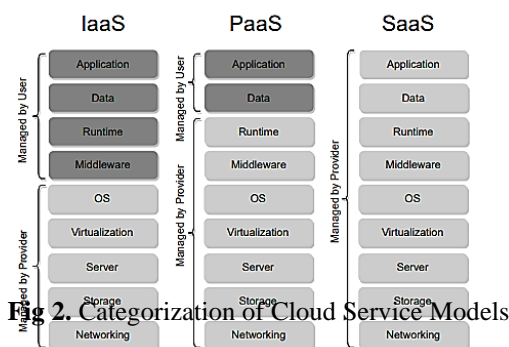 IaaS PaaS SaaS
Application Application Application
Data Data Data
Runtime Runtime Runtime
Middleware Middleware Middleware
OS OS OS
Virtualization Virtualization Virtualization
Server Server Server
Storage Storage Storage
Networking Networking Networking
Managed by User
Managed by Provider
Managed by User
Managed by Provider
Managed by Provider
Fig 2. Categorization of Cloud Service Models